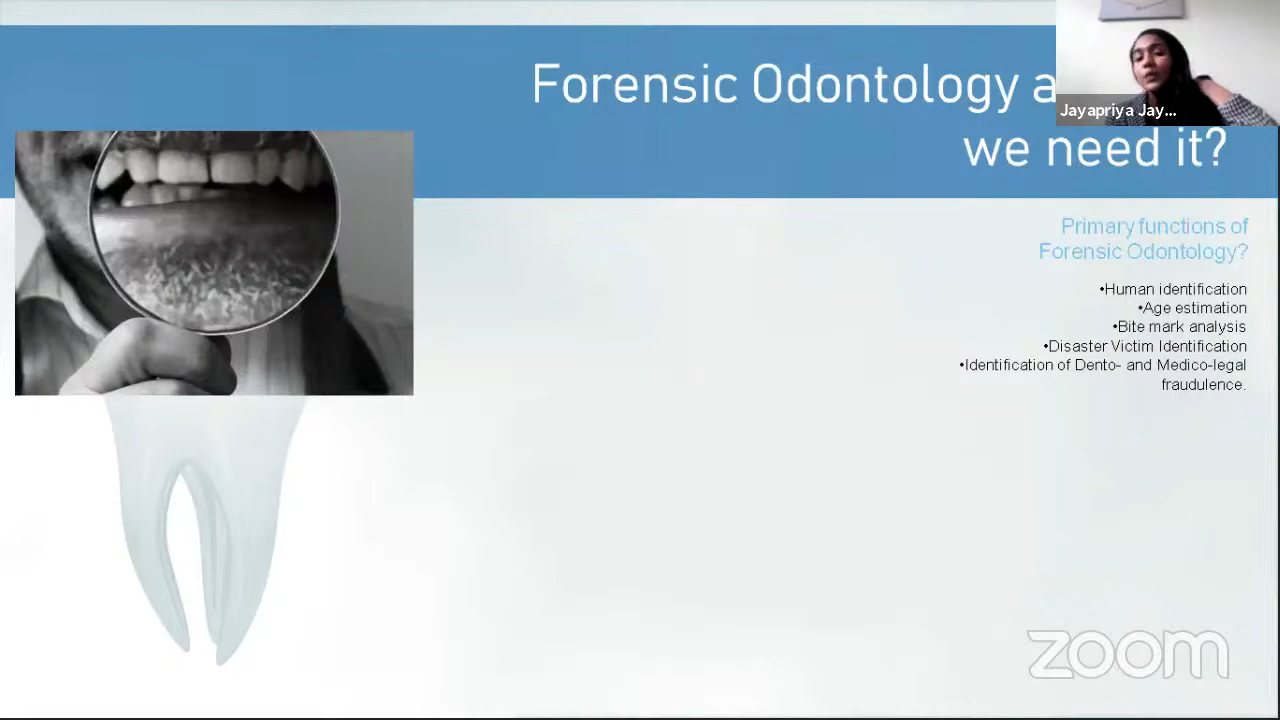 Forensic Odontology a
we need it?
Jayapriya Jay...
Primary functions of
Forensic Odontology?
•Human identification
•Age estimation
•Bite mark analysis
•Disaster Victim Identification
•Identification of Dento- and Medico-legal
fraudulence.
zoom